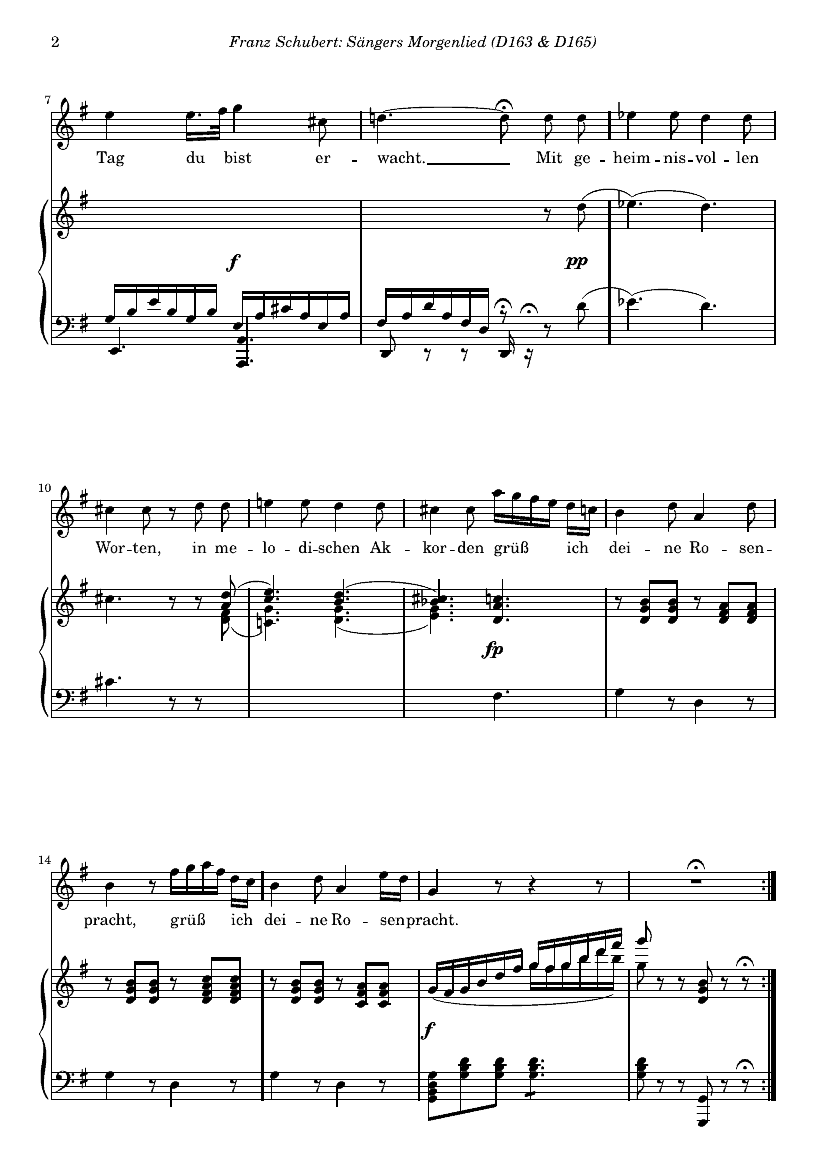 2 Franz Schubert: Sängers Morgenlied (D163 & D165)
7
Tag du bist er - wacht. Mit ge - heim - nis - vol - len
f pp
10
Wor - ten, in me - lo - di - schen Ak - kor - den grüß ich dei - ne Ro - sen -
fp
14
pracht, grüß ich dei - ne Ro - senpracht.
f